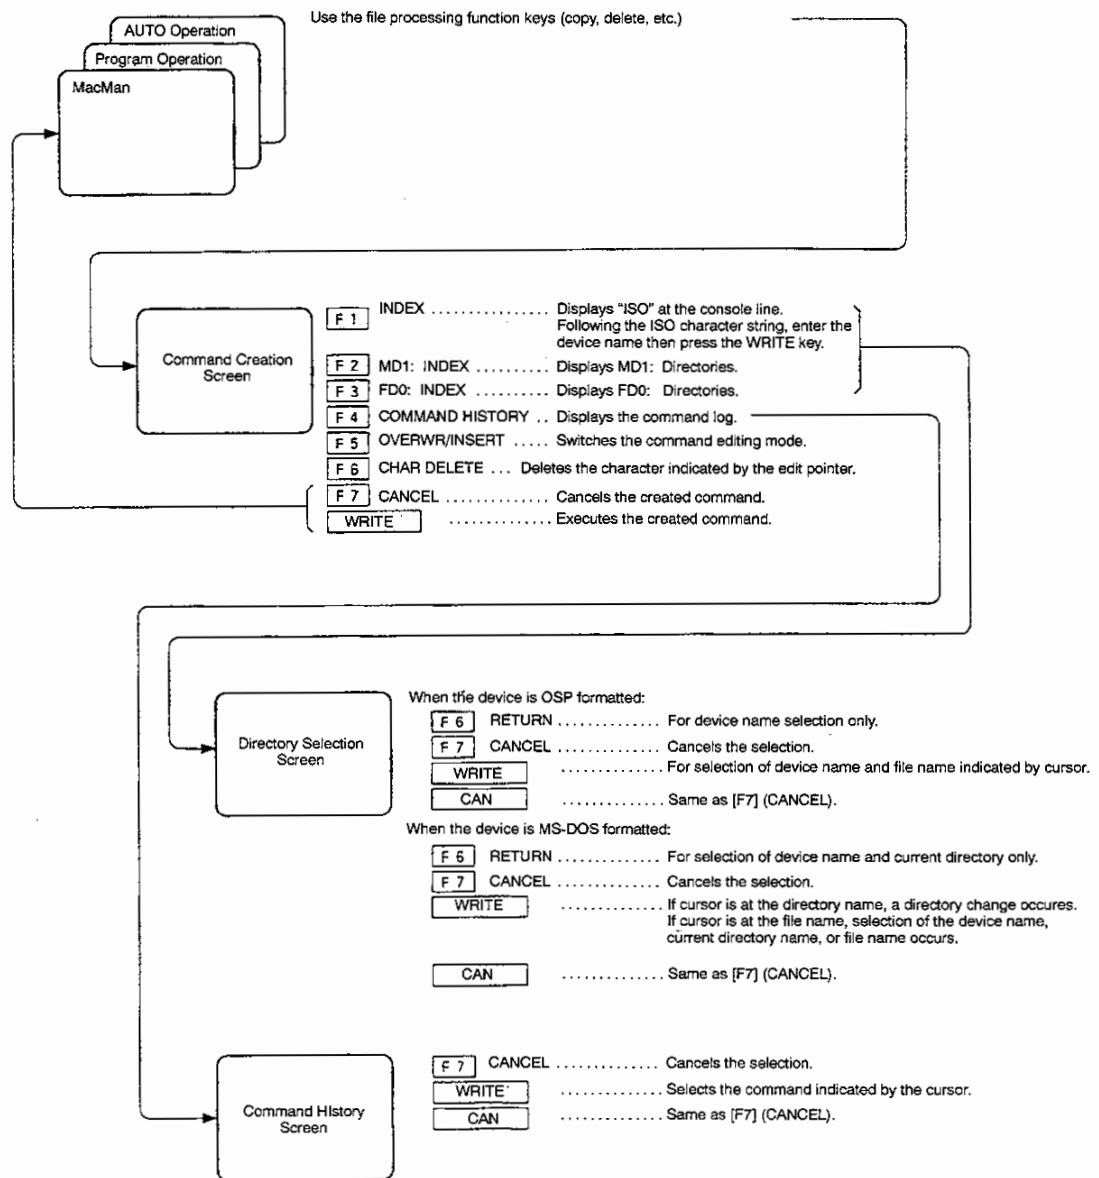 Use the file processing function keys (copy, delete, etc.)
AUTO Operation
Program Operation
MacMan
Command Creation
Screen
F 1 INDEX ................ Displays "ISO" at the console line.
Following the ISO character string, enter the
device name then press the WRITE key.
F 2 MD1: INDEX .......... Displays MD1: Directories.
F 3 FD0: INDEX .......... Displays FD0: Directories.
F 4 COMMAND HISTORY .. Displays the command log.
F 5 OVERWR/INSERT ..... Switches the command editing mode.
F 6 CHAR DELETE ... Deletes the character indicated by the edit pointer.
F 7 CANCEL .............. Cancels the created command.
WRITE .............. Executes the created command.
Directory Selection
Screen
When the device is OSP formatted:
F 6 RETURN .............. For device name selection only.
F 7 CANCEL .............. Cancels the selection.
WRITE .............. For selection of device name and file name indicated by cursor.
CAN .............. Same as [F7] (CANCEL).
When the device is MS-DOS formatted:
F 6 RETURN .............. For selection of device name and current directory only.
F 7 CANCEL .............. Cancels the selection.
WRITE .............. If cursor is at the directory name, a directory change occures.
If cursor is at the file name, selection of the device name,
current directory name, or file name occurs.
CAN .............. Same as [F7] (CANCEL).
Command History
Screen
F 7 CANCEL .............. Cancels the selection.
WRITE .............. Selects the command indicated by the cursor.
CAN .............. Same as [F7] (CANCEL).